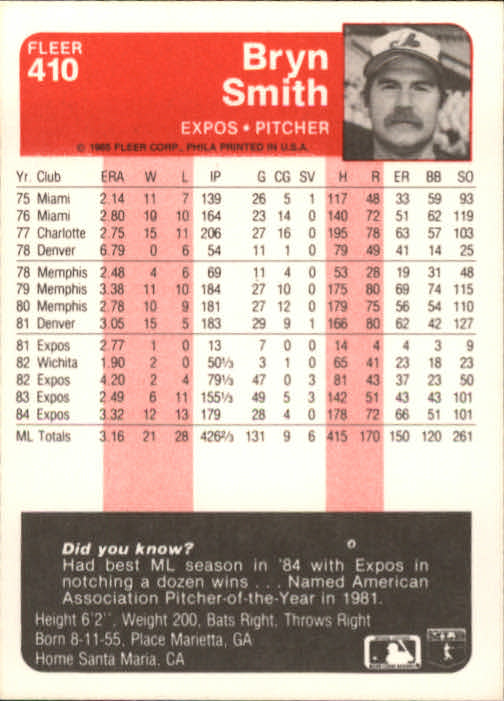 FLEER
410
Bryn
Smith
EXPOS • PITCHER
© 1985 FLEER CORP., PHILA PRINTED IN U.S.A.
Yr. Club ERA W L IP G CG SV H R ER BB SO
75 Miami 2.14 11 7 139 26 5 1 117 48 33 59 93
76 Miami 2.80 10 10 164 23 14 0 140 72 51 62 119
77 Charlotte 2.75 15 11 206 27 16 0 195 78 63 57 103
78 Denver 6.79 0 6 54 11 1 0 79 49 41 14 25
78 Memphis 2.48 4 6 69 11 4 0 53 28 19 31 48
79 Memphis 3.38 11 10 184 27 10 0 175 80 69 74 115
80 Memphis 2.78 10 9 181 27 12 0 179 75 56 54 110
81 Denver 3.05 15 5 183 29 9 1 166 80 62 42 127
81 Expos 2.77 1 0 13 7 0 0 14 4 4 3 9
82 Wichita 1.90 2 0 50⅓ 3 1 0 65 41 23 18 23
82 Expos 4.20 2 4 79⅓ 47 0 3 81 43 37 23 50
83 Expos 2.49 6 11 155⅓ 49 5 3 142 51 43 43 101
84 Expos 3.32 12 13 179 28 4 0 178 72 66 51 101
ML Totals 3.16 21 28 426⅔ 131 9 6 415 170 150 120 261
Did you know?
Had best ML season in '84 with Expos in
notching a dozen wins . . . Named American
Association Pitcher-of-the-Year in 1981.
Height 6'2", Weight 200, Bats Right, Throws Right
Born 8-11-55, Place Marietta, GA
Home Santa Maria, CA